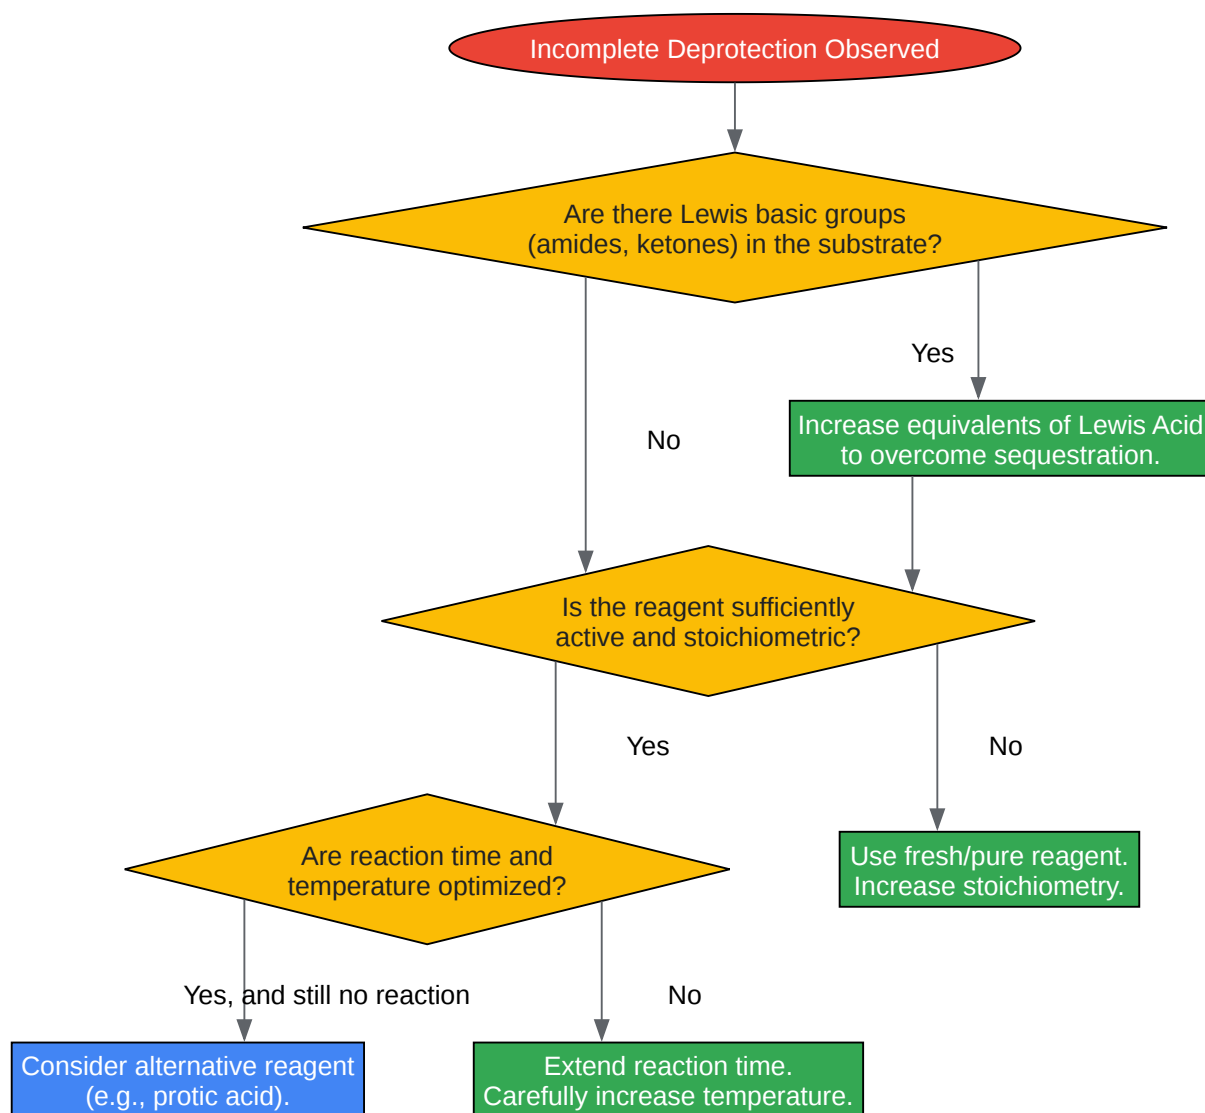 Incomplete Deprotection Observed
Are there Lewis basic groups
(amides, ketones) in the substrate?
Yes
Increase equivalents of Lewis Acid
to overcome sequestration.
No
Is the reagent sufficiently
active and stoichiometric?
Yes
No
Are reaction time and
temperature optimized?
Use fresh/pure reagent.
Increase stoichiometry.
Yes, and still no reaction
No
Consider alternative reagent
(e.g., protic acid).
Extend reaction time.
Carefully increase temperature.